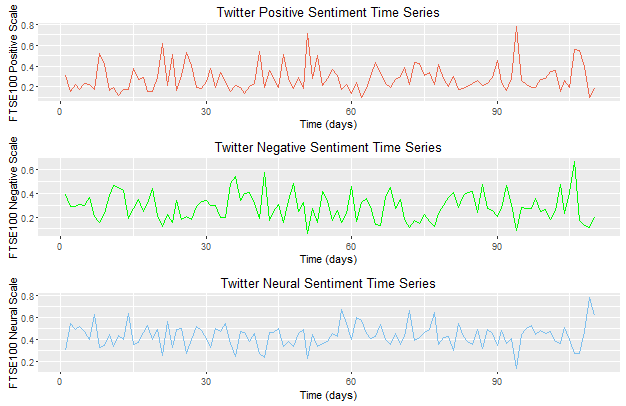 Twitter Positive Sentiment Time Series
FTSE100 Positive Scale
0.8
0.6
0.4
0.2
0 30 60 90
Time (days)
Twitter Negative Sentiment Time Series
FTSE100 Negative Scale
0.6
0.4
0.2
0 30 60 90
Time (days)
Twitter Neural Sentiment Time Series
FTSE100 Neural Scale
0.8
0.6
0.4
0.2
0 30 60 90
Time (days)